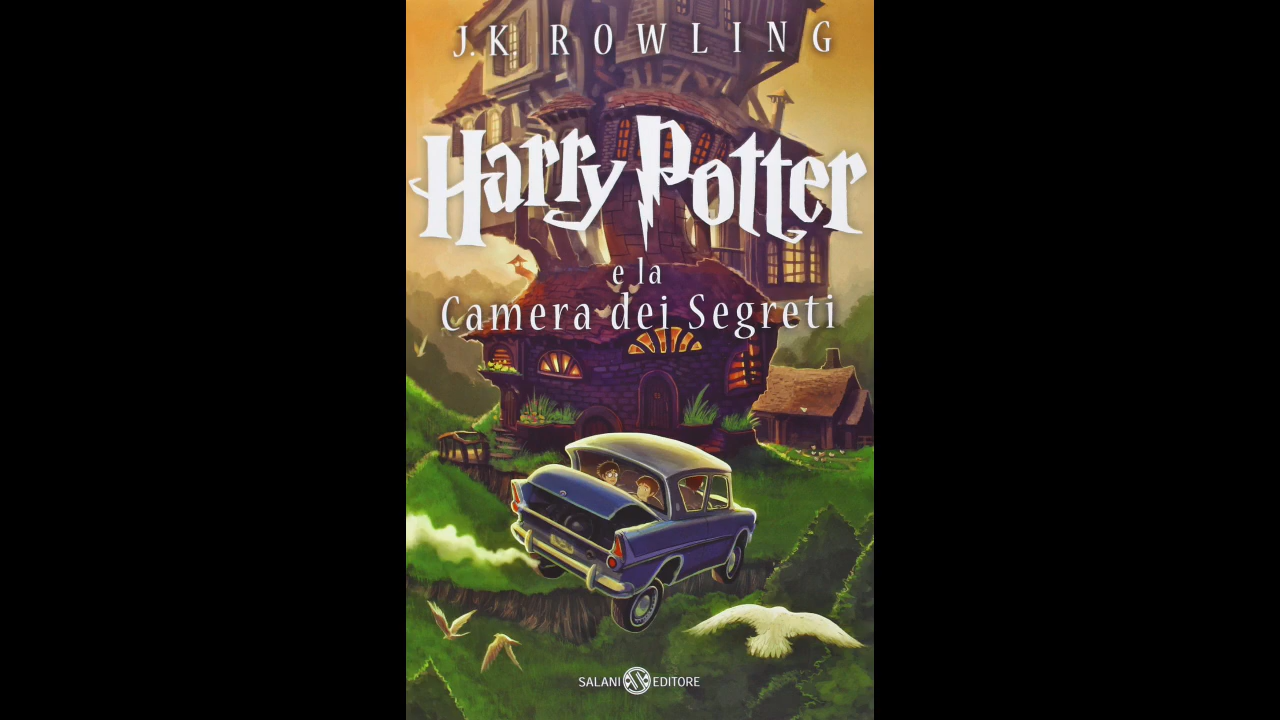 J.K. ROWLING
Harry Potter
e la
Camera dei Segreti
SALANI EDITORE